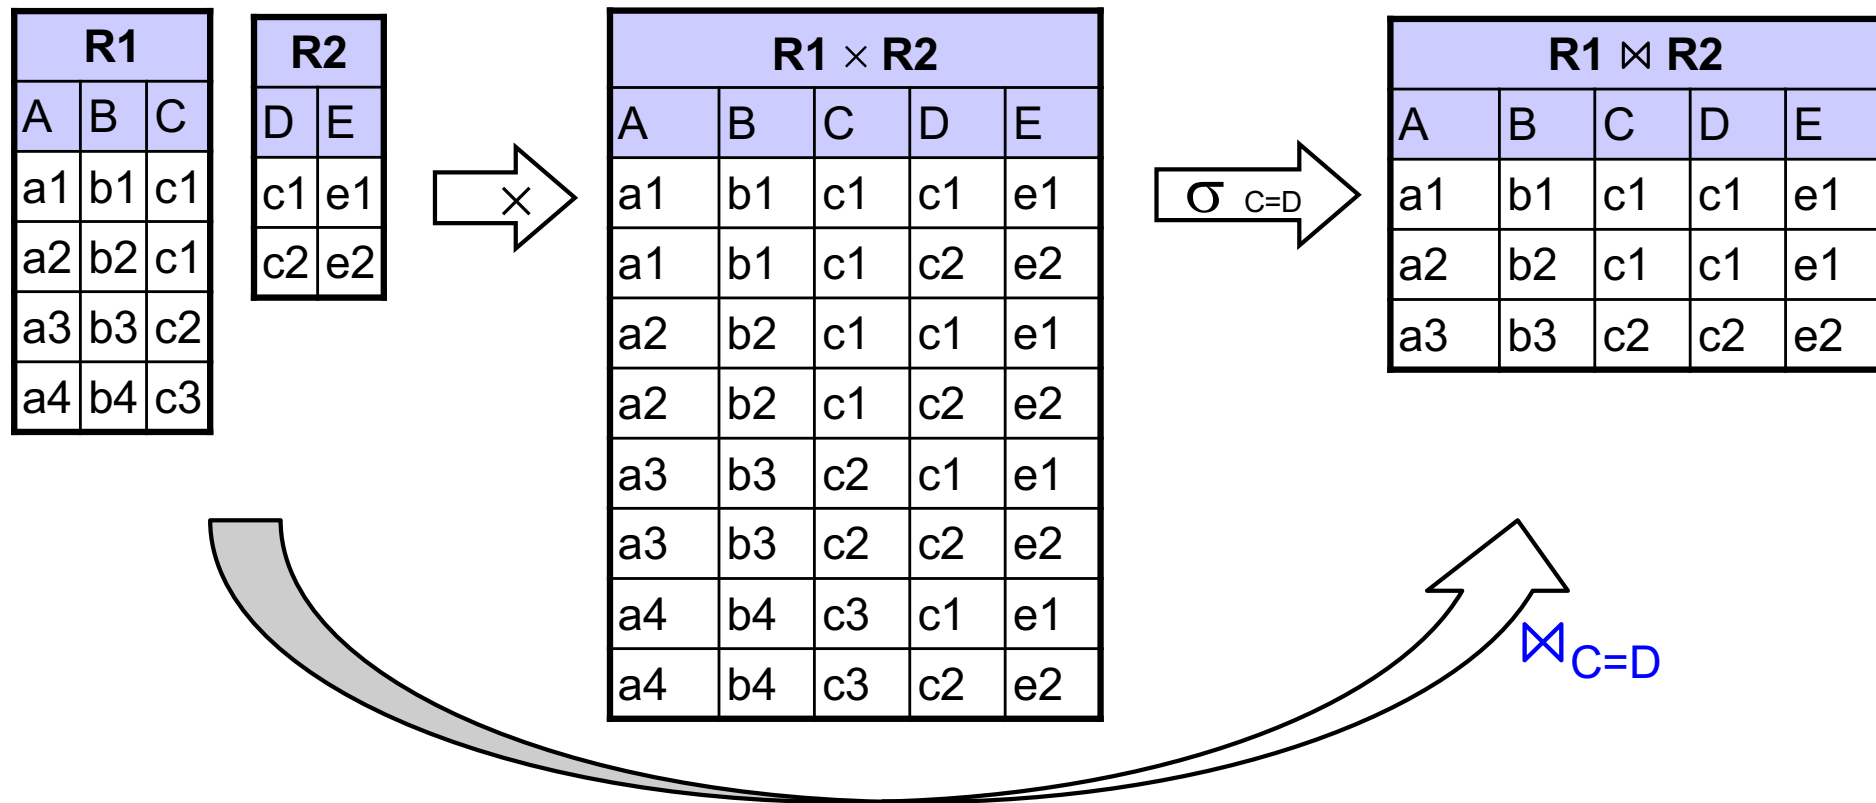 R1
A B C
a1 b1 c1
a2 b2 c1
a3 b3 c2
a4 b4 c3
R2
D E
c1 e1
c2 e2
×
R1 × R2
A B C D E
a1 b1 c1 c1 e1
a1 b1 c1 c2 e2
a2 b2 c1 c1 e1
a2 b2 c1 c2 e2
a3 b3 c2 c1 e1
a3 b3 c2 c2 e2
a4 b4 c3 c1 e1
a4 b4 c3 c2 e2
σ C=D
R1 ⋈ R2
A B C D E
a1 b1 c1 c1 e1
a2 b2 c1 c1 e1
a3 b3 c2 c2 e2
⋈ C=D